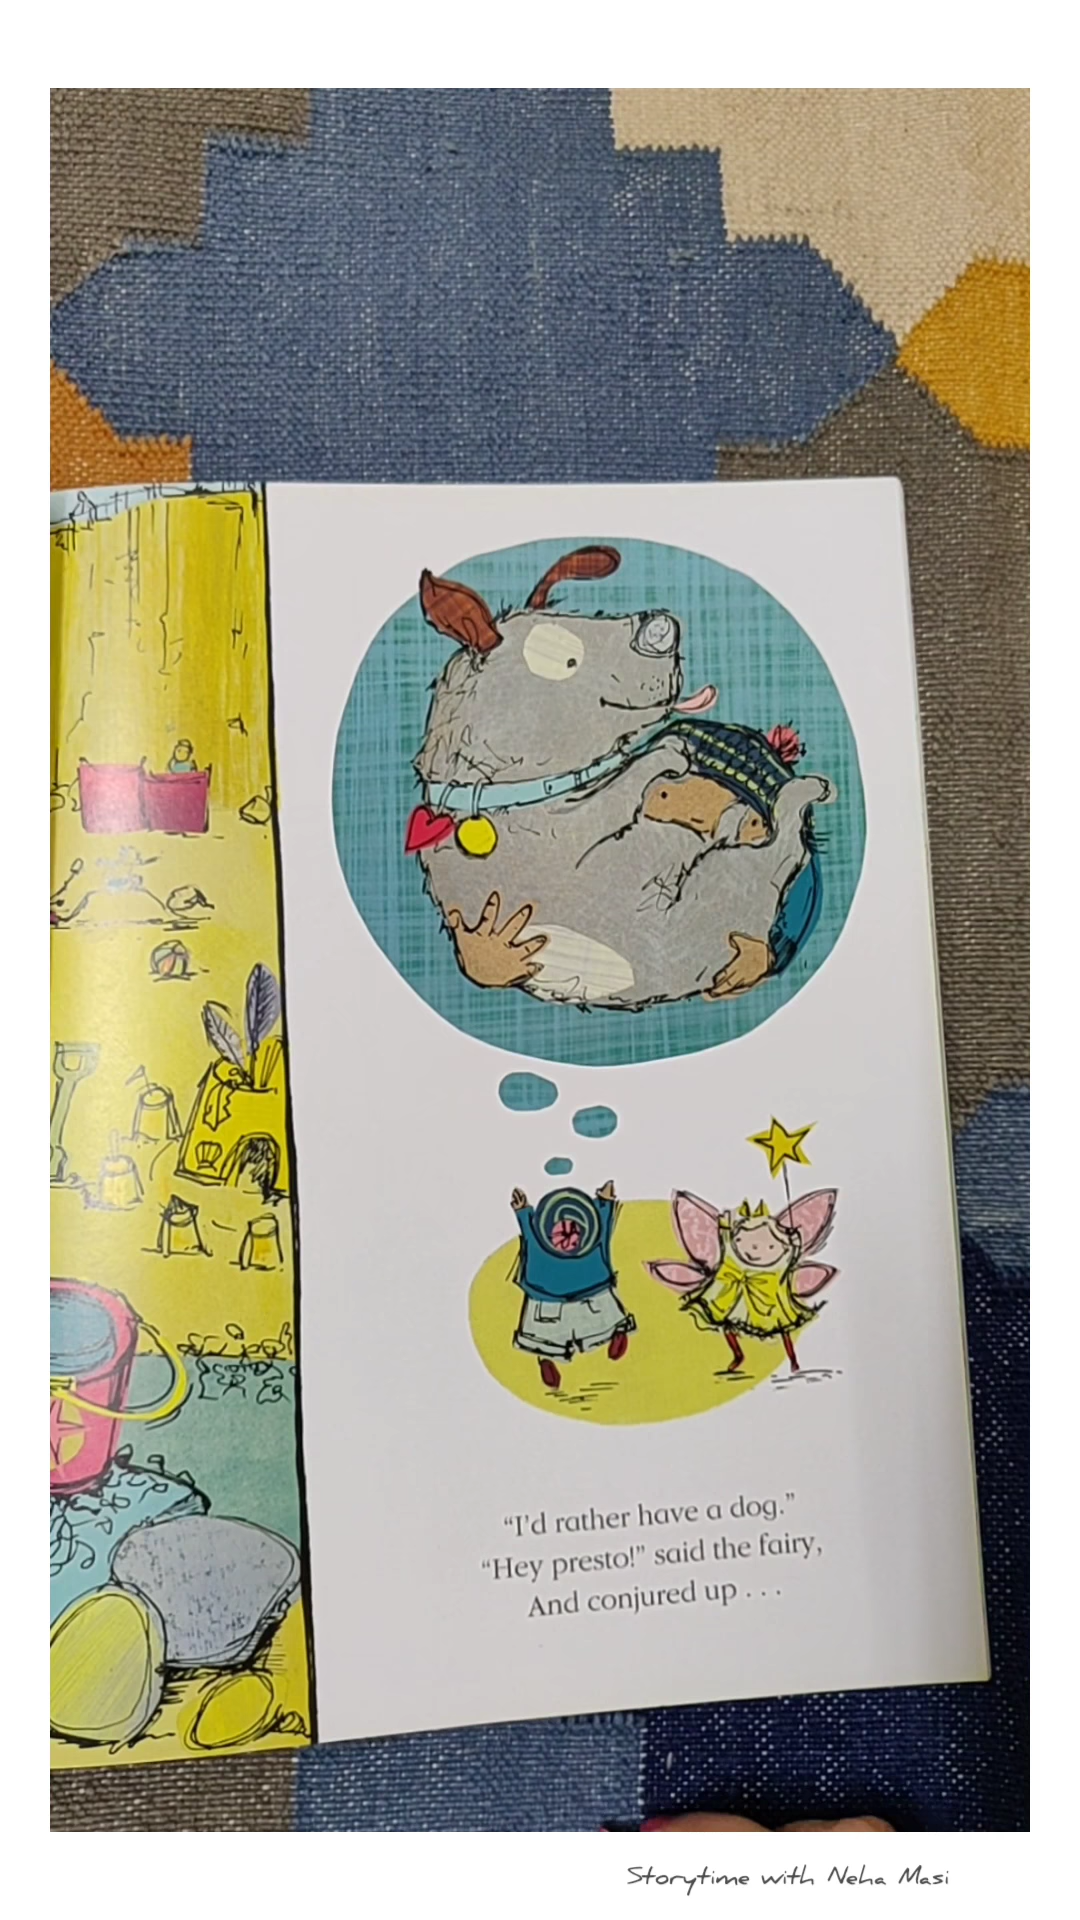 “I’d rather have a dog.”
“Hey presto!” said the fairy,
And conjured up . . .
Storytime with Neha Masi